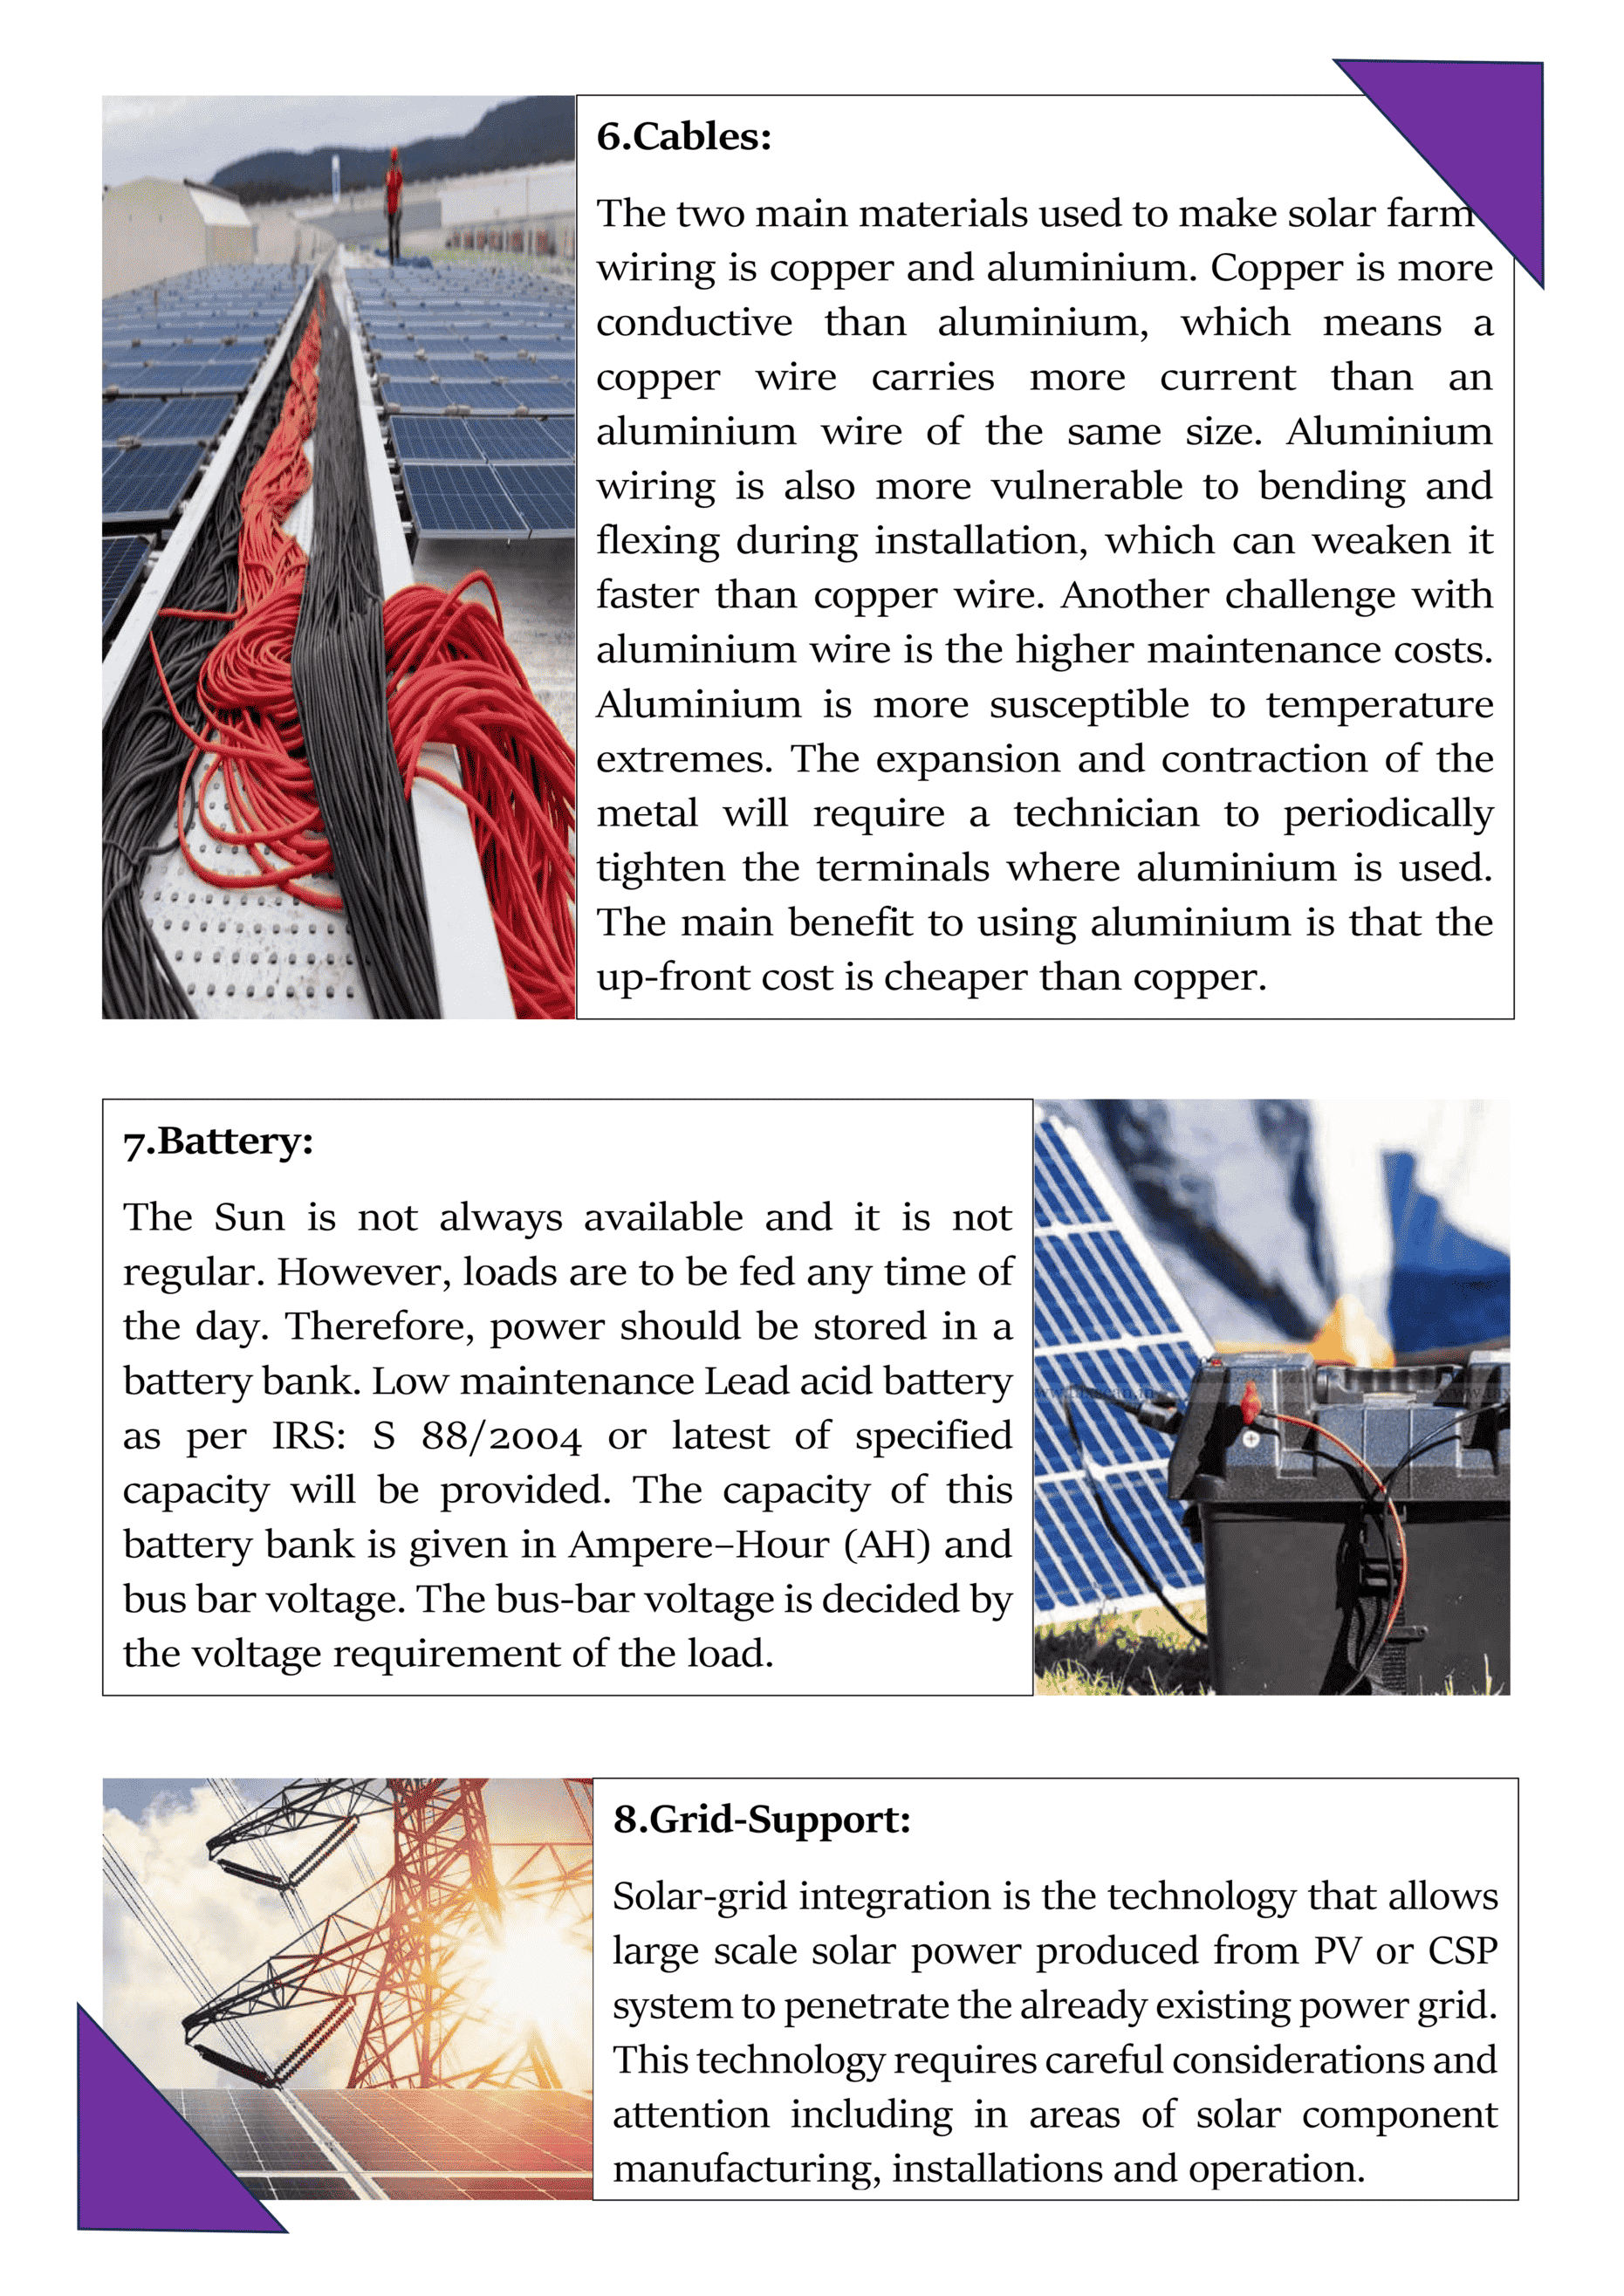 6.Cables:
The two main materials used to make solar farm
wiring is copper and aluminium. Copper is more
conductive than aluminium, which means a
copper wire carries more current than an
aluminium wire of the same size. Aluminium
wiring is also more vulnerable to bending and
flexing during installation, which can weaken it
faster than copper wire. Another challenge with
aluminium wire is the higher maintenance costs.
Aluminium is more susceptible to temperature
extremes. The expansion and contraction of the
metal will require a technician to periodically
tighten the terminals where aluminium is used.
The main benefit to using aluminium is that the
up-front cost is cheaper than copper.
7.Battery:
The Sun is not always available and it is not
regular. However, loads are to be fed any time of
the day. Therefore, power should be stored in a
battery bank. Low maintenance Lead acid battery
as per IRS: S 88/2004 or latest of specified
capacity will be provided. The capacity of this
battery bank is given in Ampere–Hour (AH) and
bus bar voltage. The bus-bar voltage is decided by
the voltage requirement of the load.
8.Grid-Support:
Solar-grid integration is the technology that allows
large scale solar power produced from PV or CSP
system to penetrate the already existing power grid.
This technology requires careful considerations and
attention including in areas of solar component
manufacturing, installations and operation.